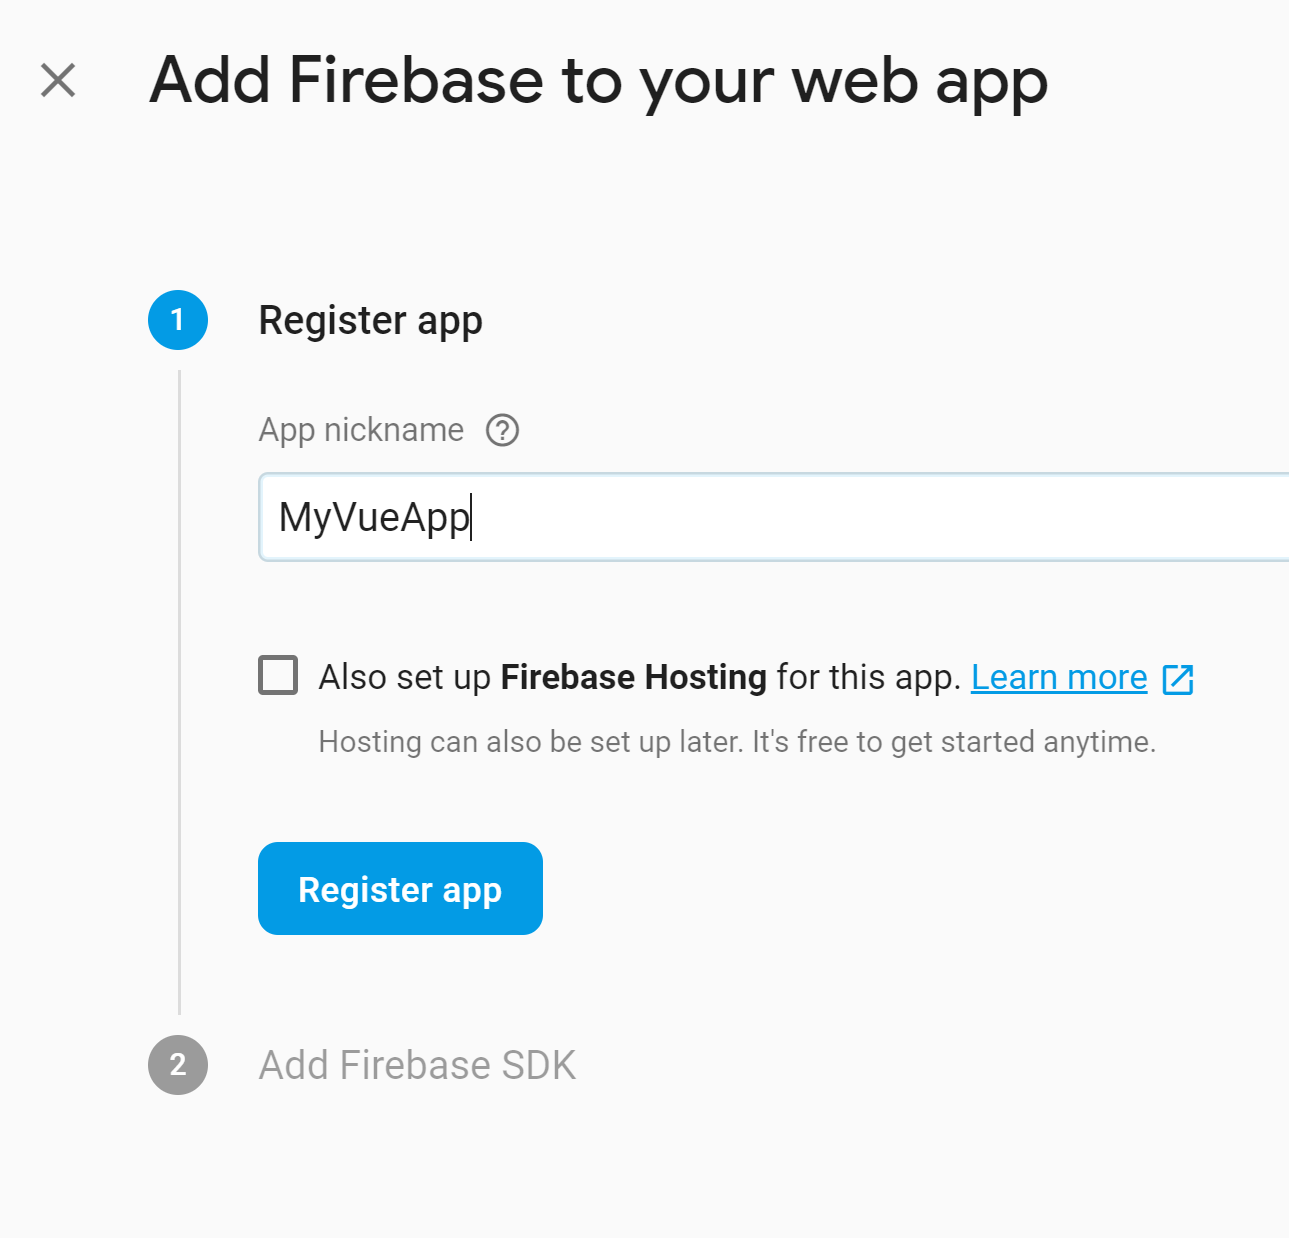 Add Firebase to your web app
1 Register app
App nickname ?
MyVueApp
Also set up Firebase Hosting for this app. Learn more
Hosting can also be set up later. It's free to get started anytime.
Register app
2 Add Firebase SDK